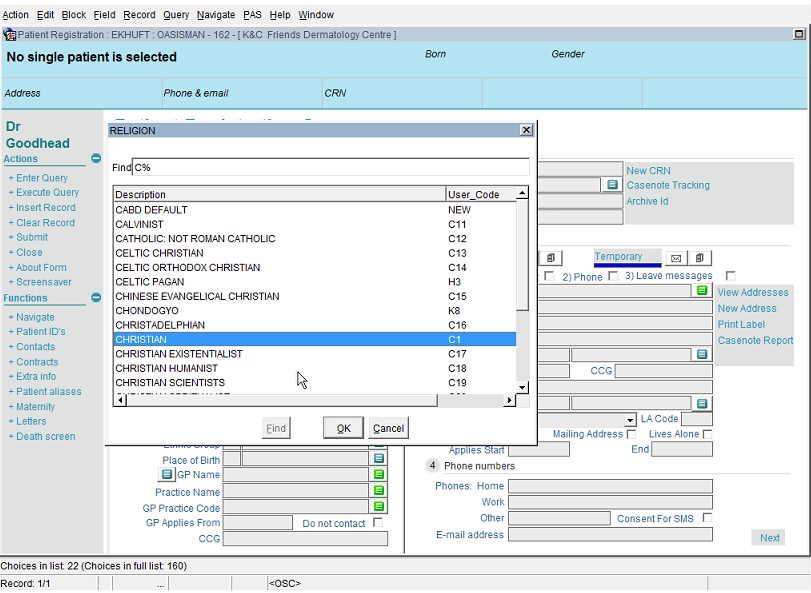 Action Edit Block Field Record Query Navigate PAS Help Window
Patient Registration : EKHUFT : OASISMAN - 162 - [ K&C Friends Dermatology Centre ]
No single patient is selected
Born
Gender
Address
Phone & email
CRN
Dr
Goodhead
Actions
+ Enter Query
+ Execute Query
+ Insert Record
+ Clear Record
+ Submit
+ Close
+ About Form
+ Screensaver
Functions
+ Navigate
+ Patient ID's
+ Contacts
+ Contracts
+ Extra info
+ Patient aliases
+ Maternity
+ Letters
+ Death screen
RELIGION
Find C%
Description User_Code
CABD DEFAULT NEW
CALVINIST C11
CATHOLIC: NOT ROMAN CATHOLIC C12
CELTIC CHRISTIAN C13
CELTIC ORTHODOX CHRISTIAN C14
CELTIC PAGAN H3
CHINESE EVANGELICAL CHRISTIAN C15
CHONDOGYO K8
CHRISTADELPHIAN C16
CHRISTIAN C1
CHRISTIAN EXISTENTIALIST C17
CHRISTIAN HUMANIST C18
CHRISTIAN SCIENTISTS C19
Find OK Cancel
New CRN
Casenote Tracking
Archive Id
Temporary
2) Phone 3) Leave messages
View Addresses
New Address
Print Label
Casenote Report
CCG
LA Code
Mailing Address Lives Alone
Applies Start End
4 Phone numbers
Phones: Home
Work
Other Consent For SMS
E-mail address
Next
Place of Birth
GP Name
Practice Name
GP Practice Code
GP Applies From Do not contact
CCG
Choices in list: 22 (Choices in full list: 160)
Record: 1/1 ... <OSC>